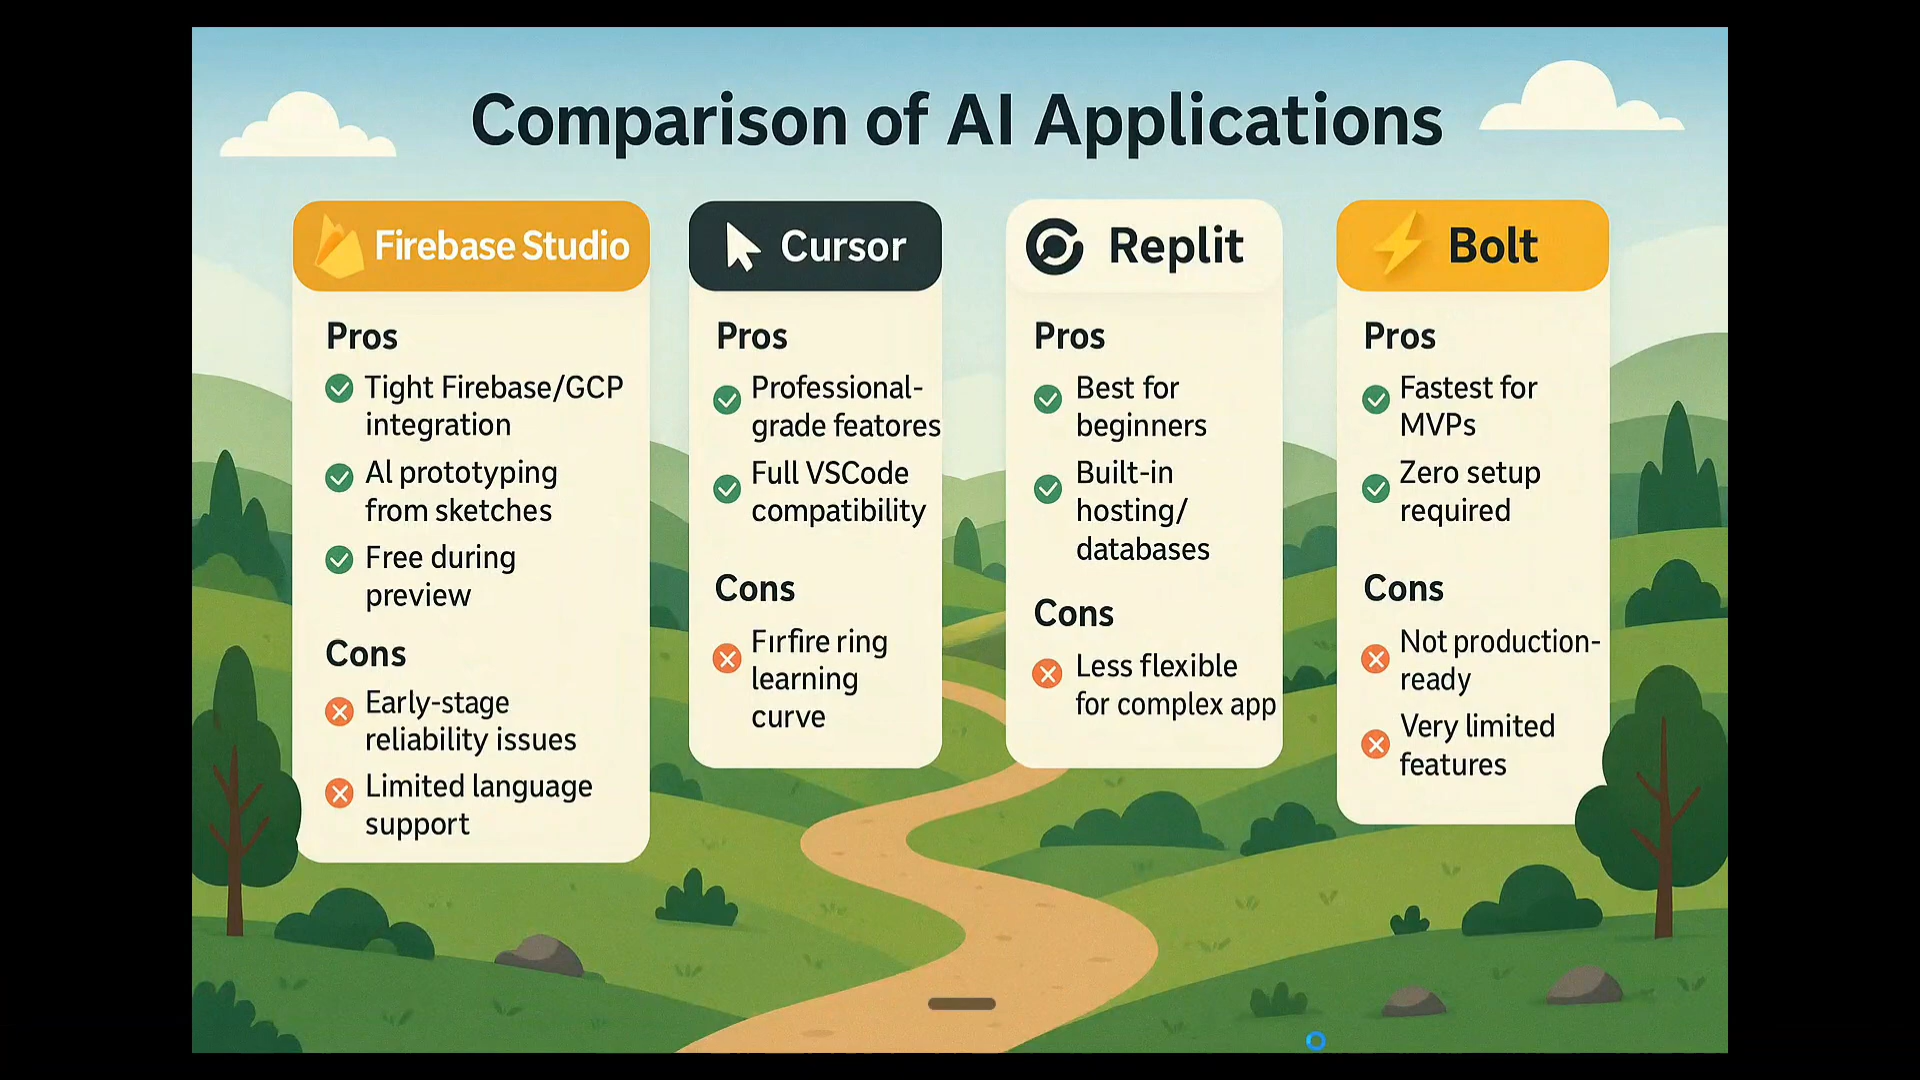 Comparison of AI Applications
Firebase Studio
Pros
Tight Firebase/GCP
integration
AI prototyping
from sketches
Free during
preview
Cons
Early-stage
reliability issues
Limited language
support
Cursor
Pros
Professional-
grade featores
Full VSCode
compatibility
Cons
Fırfire ring
learning
curve
Replit
Pros
Best for
beginners
Built-in
hosting/
databases
Cons
Less flexible
for complex app
Bolt
Pros
Fastest for
MVPs
Zero setup
required
Cons
Not production-
ready
Very limited
features